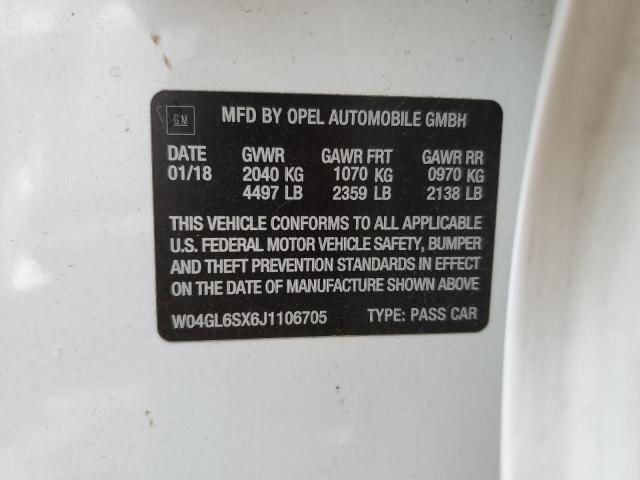 GM
MFD BY OPEL AUTOMOBILE GMBH
DATE GVWR GAWR FRT GAWR RR
01/18 2040 KG 1070 KG 0970 KG
4497 LB 2359 LB 2138 LB
THIS VEHICLE CONFORMS TO ALL APPLICABLE
U.S. FEDERAL MOTOR VEHICLE SAFETY, BUMPER
AND THEFT PREVENTION STANDARDS IN EFFECT
ON THE DATE OF MANUFACTURE SHOWN ABOVE
W04GL6SX6J1106705 TYPE: PASS CAR